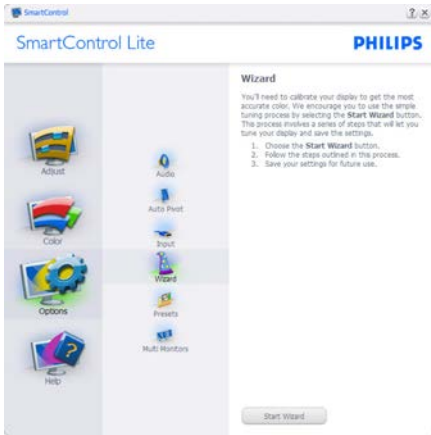 SmartControl
? ×
SmartControl Lite
PHILIPS
Adjust
Color
Options
Help
Audio
Auto Pivot
Input
Wizard
Presets
Multi Monitors
Wizard
You'll need to calibrate your display to get the most
accurate color. We encourage you to use the simple
tuning process by selecting the Start Wizard button.
This process involves a series of steps that will let you
tune your display and save the settings.
1. Choose the Start Wizard button.
2. Follow the steps outlined in this process.
3. Save your settings for future use.
Start Wizard